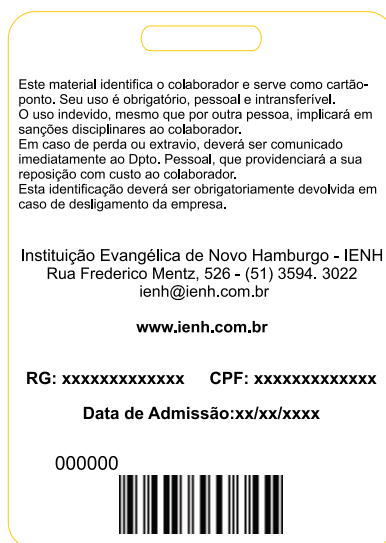 Este material identifica o colaborador e serve como cartão-
ponto. Seu uso é obrigatório, pessoal e intransferível.
O uso indevido, mesmo que por outra pessoa, implicará em
sanções disciplinares ao colaborador.
Em caso de perda ou extravio, deverá ser comunicado
imediatamente ao Dpto. Pessoal, que providenciará a sua
reposição com custo ao colaborador.
Esta identificação deverá ser obrigatoriamente devolvida em
caso de desligamento da empresa.
Instituição Evangélica de Novo Hamburgo - IENH
Rua Frederico Mentz, 526 - (51) 3594. 3022
ienh@ienh.com.br
www.ienh.com.br
RG: xxxxxxxxxxxxx CPF: xxxxxxxxxxxxx
Data de Admissão:xx/xx/xxxx
000000